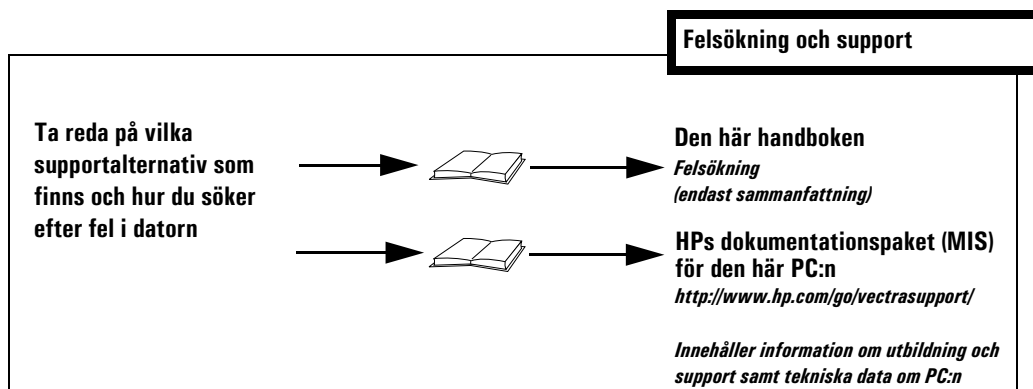 Felsökning och support
Ta reda på vilka
supportalternativ som
finns och hur du söker
efter fel i datorn
Den här handboken
Felsökning
(endast sammanfattning)
HPs dokumentationspaket (MIS)
för den här PC:n
http://www.hp.com/go/vectrasupport/
Innehåller information om utbildning och
support samt tekniska data om PC:n